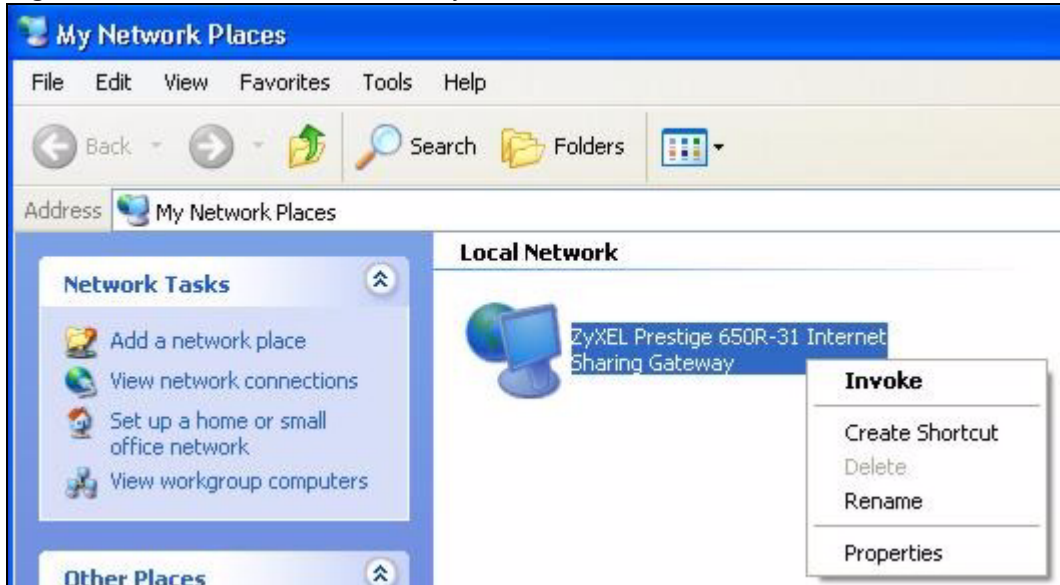 My Network Places
File Edit View Favorites Tools Help
Back Search Folders
Address My Network Places
Network Tasks
Add a network place
View network connections
Set up a home or small
office network
View workgroup computers
Other Places
Local Network
ZyXEL Prestige 650R-31 Internet
Sharing Gateway
Invoke
Create Shortcut
Delete
Rename
Properties